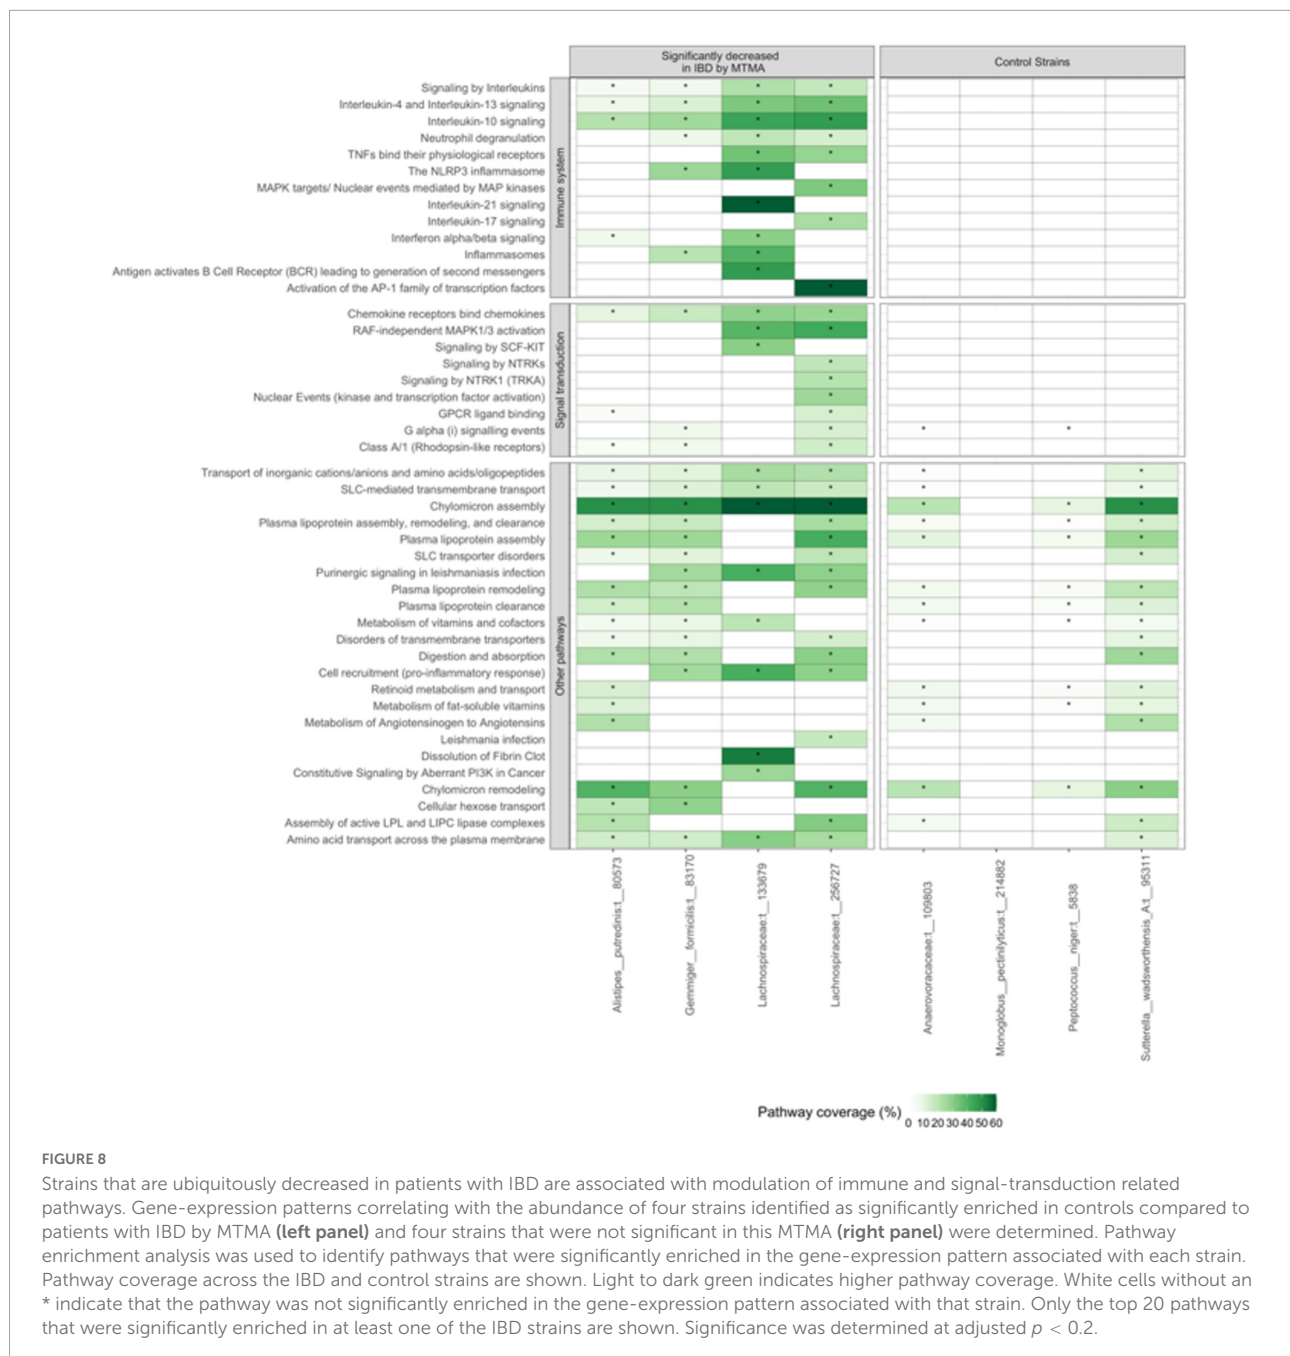 Significantly decreased
in IBD by MTMA
Control Strains
Immune system
Signaling by Interleukins
Interleukin-4 and Interleukin-13 signaling
Interleukin-10 signaling
Neutrophil degranulation
TNFs bind their physiological receptors
The NLRP3 inflammasome
MAPK targets/ Nuclear events mediated by MAP kinases
Interleukin-21 signaling
Interleukin-17 signaling
Interferon alpha/beta signaling
Inflammasomes
Antigen activates B Cell Receptor (BCR) leading to generation of second messengers
Activation of the AP-1 family of transcription factors
Signal transduction
Chemokine receptors bind chemokines
RAF-independent MAPK1/3 activation
Signaling by SCF-KIT
Signaling by NTRKs
Signaling by NTRK1 (TRKA)
Nuclear Events (kinase and transcription factor activation)
GPCR ligand binding
G alpha (i) signalling events
Class A/1 (Rhodopsin-like receptors)
Other pathways
Transport of inorganic cations/anions and amino acids/oligopeptides
SLC-mediated transmembrane transport
Chylomicron assembly
Plasma lipoprotein assembly, remodeling, and clearance
Plasma lipoprotein assembly
SLC transporter disorders
Purinergic signaling in leishmaniasis infection
Plasma lipoprotein remodeling
Plasma lipoprotein clearance
Metabolism of vitamins and cofactors
Disorders of transmembrane transporters
Digestion and absorption
Cell recruitment (pro-inflammatory response)
Retinoid metabolism and transport
Metabolism of fat-soluble vitamins
Metabolism of Angiotensinogen to Angiotensins
Leishmania infection
Dissolution of Fibrin Clot
Constitutive Signaling by Aberrant PI3K in Cancer
Chylomicron remodeling
Cellular hexose transport
Assembly of active LPL and LIPC lipase complexes
Amino acid transport across the plasma membrane
Alistipes__putredinis:t__80573
Gemmiger__formicilis:t__83170
Lachnospiraceae:t__133679
Lachnospiraceae:t__256727
Anaerovoracaceae:t__109803
Monoglobus__pectinilyticus:t__214882
Peptococcus__niger:t__5838
Sutterella__wadsworthensis_A:t__95311
Pathway coverage (%)
0 10 20 30 40 50 60
FIGURE 8
Strains that are ubiquitously decreased in patients with IBD are associated with modulation of immune and signal-transduction related
pathways. Gene-expression patterns correlating with the abundance of four strains identified as significantly enriched in controls compared to
patients with IBD by MTMA (left panel) and four strains that were not significant in this MTMA (right panel) were determined. Pathway
enrichment analysis was used to identify pathways that were significantly enriched in the gene-expression pattern associated with each strain.
Pathway coverage across the IBD and control strains are shown. Light to dark green indicates higher pathway coverage. White cells without an
* indicate that the pathway was not significantly enriched in the gene-expression pattern associated with that strain. Only the top 20 pathways
that were significantly enriched in at least one of the IBD strains are shown. Significance was determined at adjusted p < 0.2.